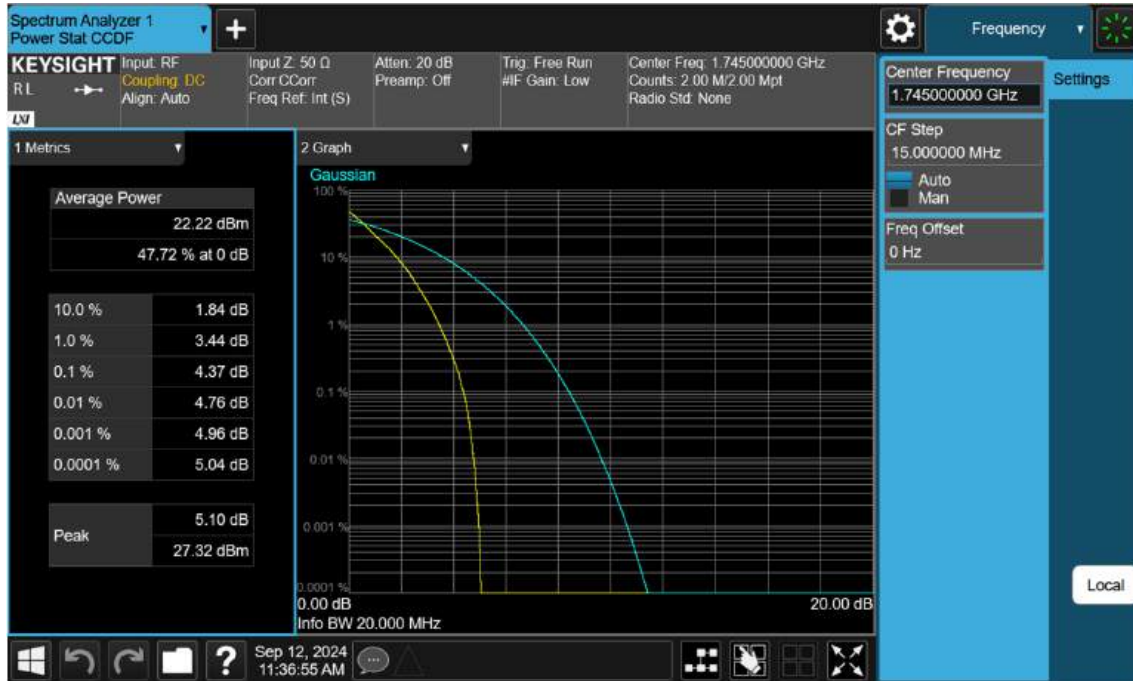 Spectrum Analyzer 1
Power Stat CCDF
+
Frequency
KEYSIGHT
RL
LXI
Input: RF
Coupling: DC
Align: Auto
Input Z: 50 Ω
Corr CCorr
Freq Ref: Int (S)
Atten: 20 dB
Preamp: Off
Trig: Free Run
#IF Gain: Low
Center Freq: 1.745000000 GHz
Counts: 2.00 M/2.00 Mpt
Radio Std: None
Center Frequency
1.745000000 GHz
Settings
CF Step
15.000000 MHz
Auto
Man
Freq Offset
0 Hz
1 Metrics
Average Power
22.22 dBm
47.72 % at 0 dB
10.0 % 1.84 dB
1.0 % 3.44 dB
0.1 % 4.37 dB
0.01 % 4.76 dB
0.001 % 4.96 dB
0.0001 % 5.04 dB
Peak
5.10 dB
27.32 dBm
2 Graph
Gaussian
100 %
10 %
1 %
0.1 %
0.01 %
0.001 %
0.0001 %
0.00 dB 20.00 dB
Info BW 20.000 MHz
Local
?
Sep 12, 2024
11:36:55 AM